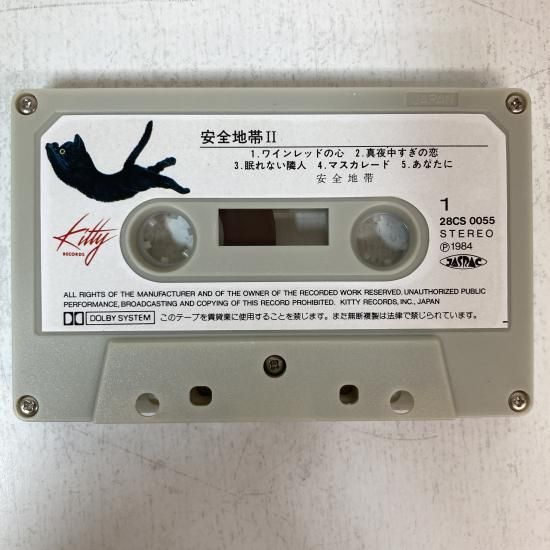 JAPAN
安全地帯II
1.ワインレッドの心 2.真夜中すぎの恋
3.眠れない隣人 4.マスカレード 5.あなたに
安全地帯
Kitty
RECORDS
1
28CS 0055
STEREO
Ⓟ1984
JASRAC
ALL RIGHTS OF THE MANUFACTURER AND OF THE OWNER OF THE RECORDED WORK RESERVED. UNAUTHORIZED PUBLIC
PERFORMANCE, BROADCASTING AND COPYING OF THIS RECORD PROHIBITED. KITTY RECORDS, INC., JAPAN
DOLBY SYSTEM このテープを賃貸業に使用することを禁じます。また無断複製は法律で禁じられています。